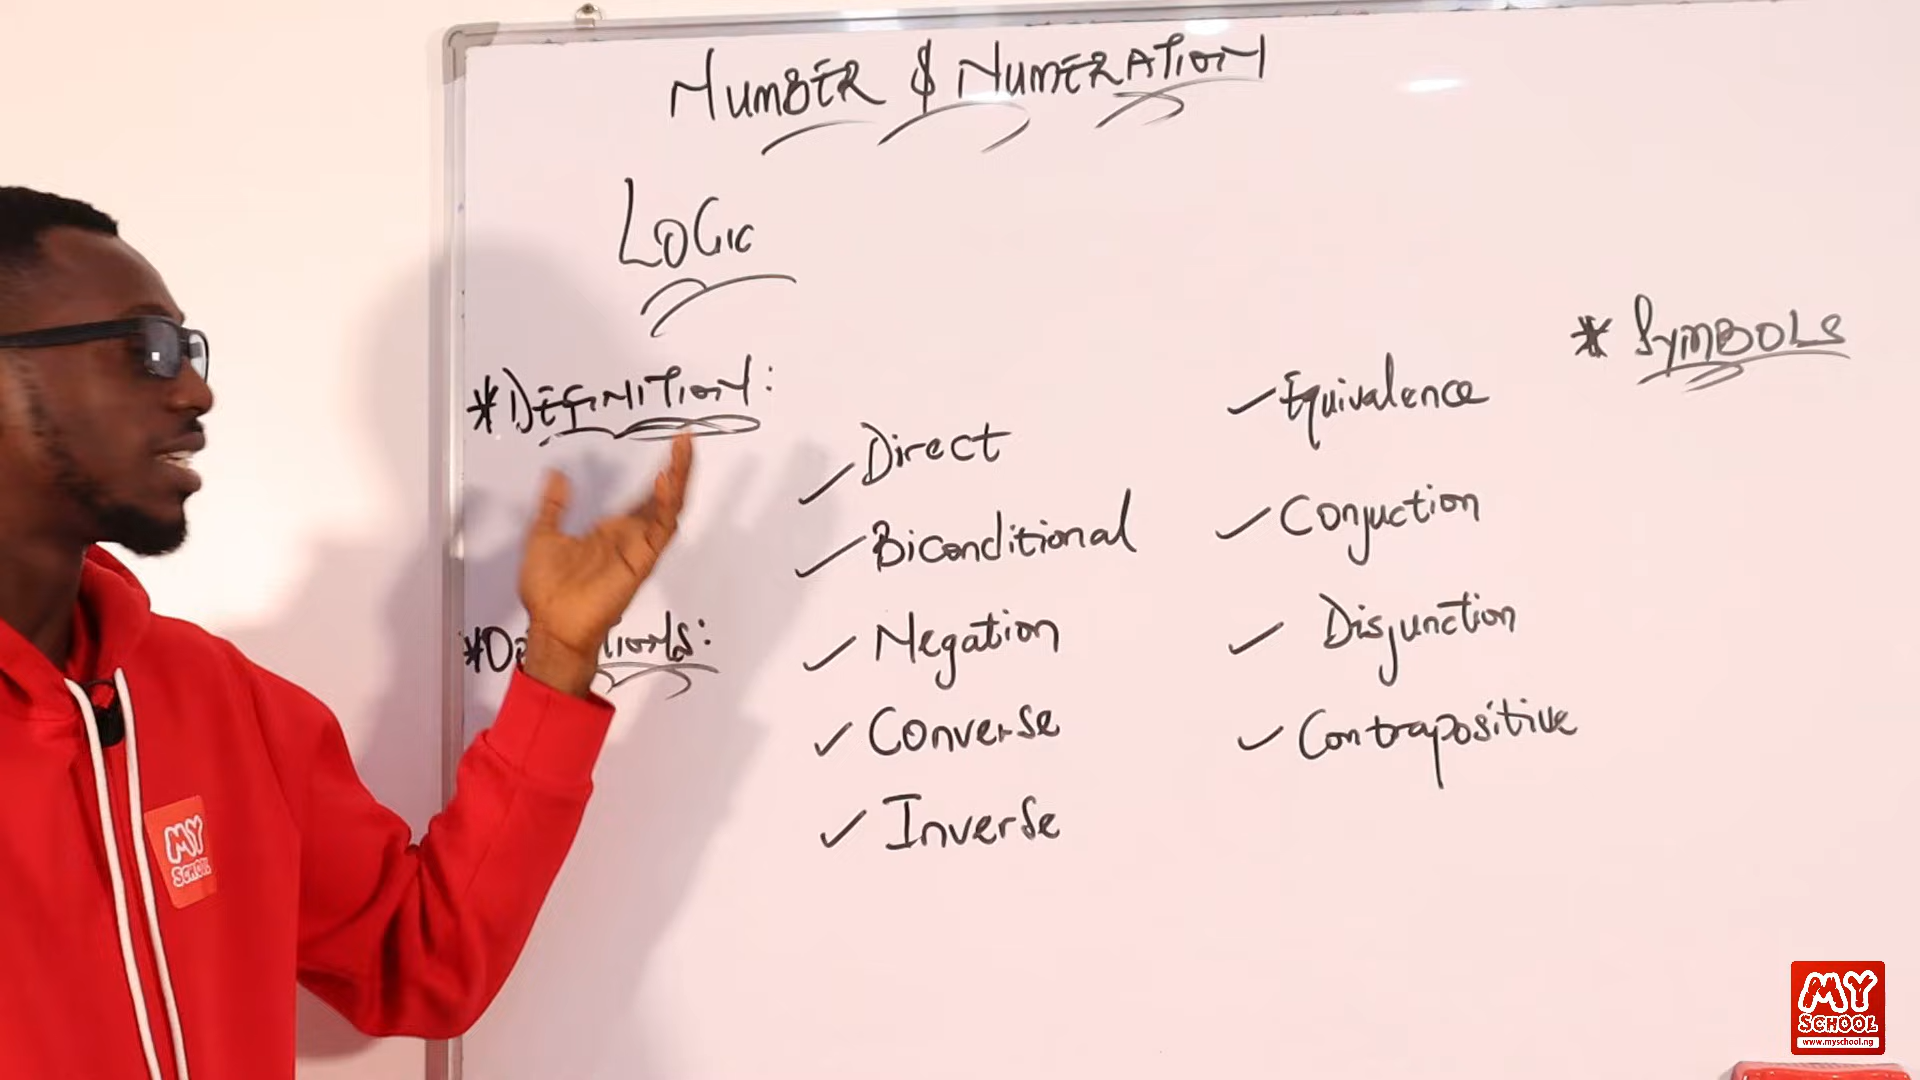 NUMBER & NUMERATION
LOGIC
* DEFINITION:
✓ Direct
✓ Biconditional
✓ Negation
✓ Converse
✓ Inverse
✓ Equivalence
✓ Conjuction
✓ Disjunction
✓ Contrapositive
* SYMBOLS
MY
SCHOOL
MY
SCHOOL
www.myschool.ng